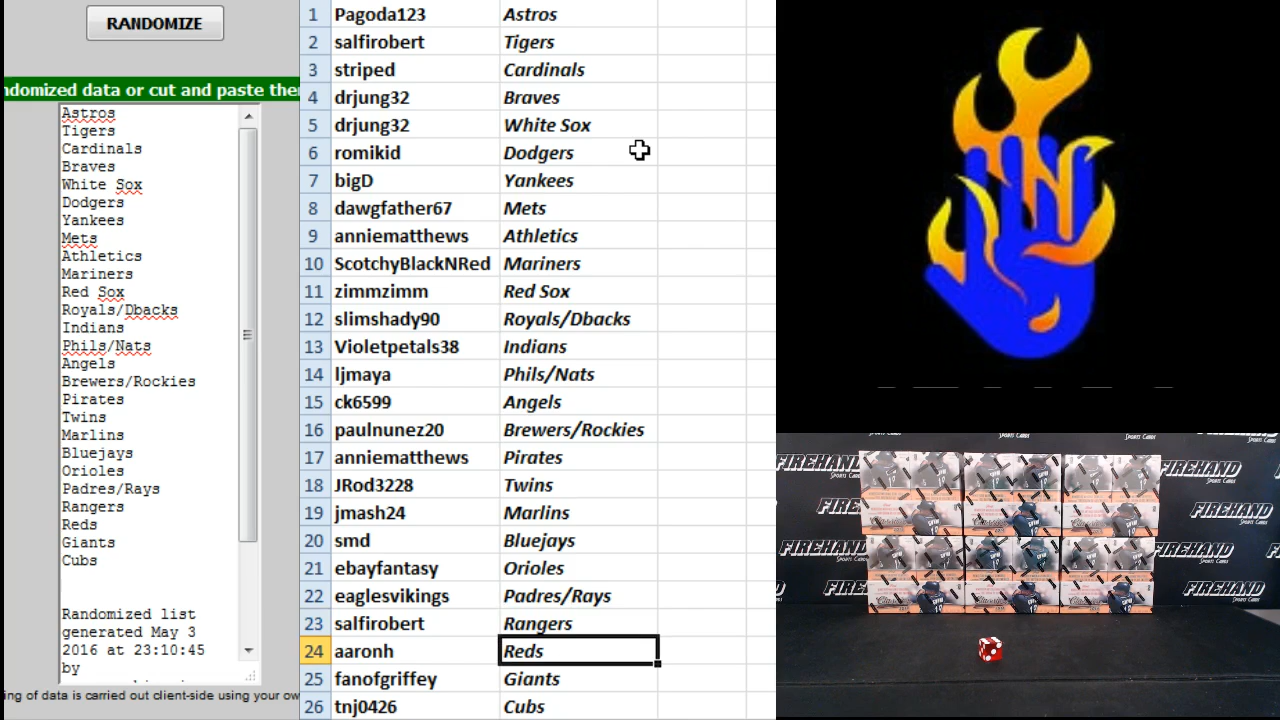 RANDOMIZE
ndomized data or cut and paste then
Astros
Tigers
Cardinals
Braves
White Sox
Dodgers
Yankees
Mets
Athletics
Mariners
Red Sox
Royals/Dbacks
Indians
Phils/Nats
Angels
Brewers/Rockies
Pirates
Twins
Marlins
Bluejays
Orioles
Padres/Rays
Rangers
Reds
Giants
Cubs
Randomized list
generated May 3
2016 at 23:10:45
by
ing of data is carried out client-side using your ow
1 Pagoda123 Astros
2 salfirobert Tigers
3 striped Cardinals
4 drjung32 Braves
5 drjung32 White Sox
6 romikid Dodgers
7 bigD Yankees
8 dawgfather67 Mets
9 anniematthews Athletics
10 ScotchyBlackNRed Mariners
11 zimmzimm Red Sox
12 slimshady90 Royals/Dbacks
13 Violetpetals38 Indians
14 ljmaya Phils/Nats
15 ck6599 Angels
16 paulnunez20 Brewers/Rockies
17 anniematthews Pirates
18 JRod3228 Twins
19 jmash24 Marlins
20 smd Bluejays
21 ebayfantasy Orioles
22 eaglesvikings Padres/Rays
23 salfirobert Rangers
24 aaronh Reds
25 fanofgriffey Giants
26 tnj0426 Cubs
FIREHAND
SPORTS CARDS